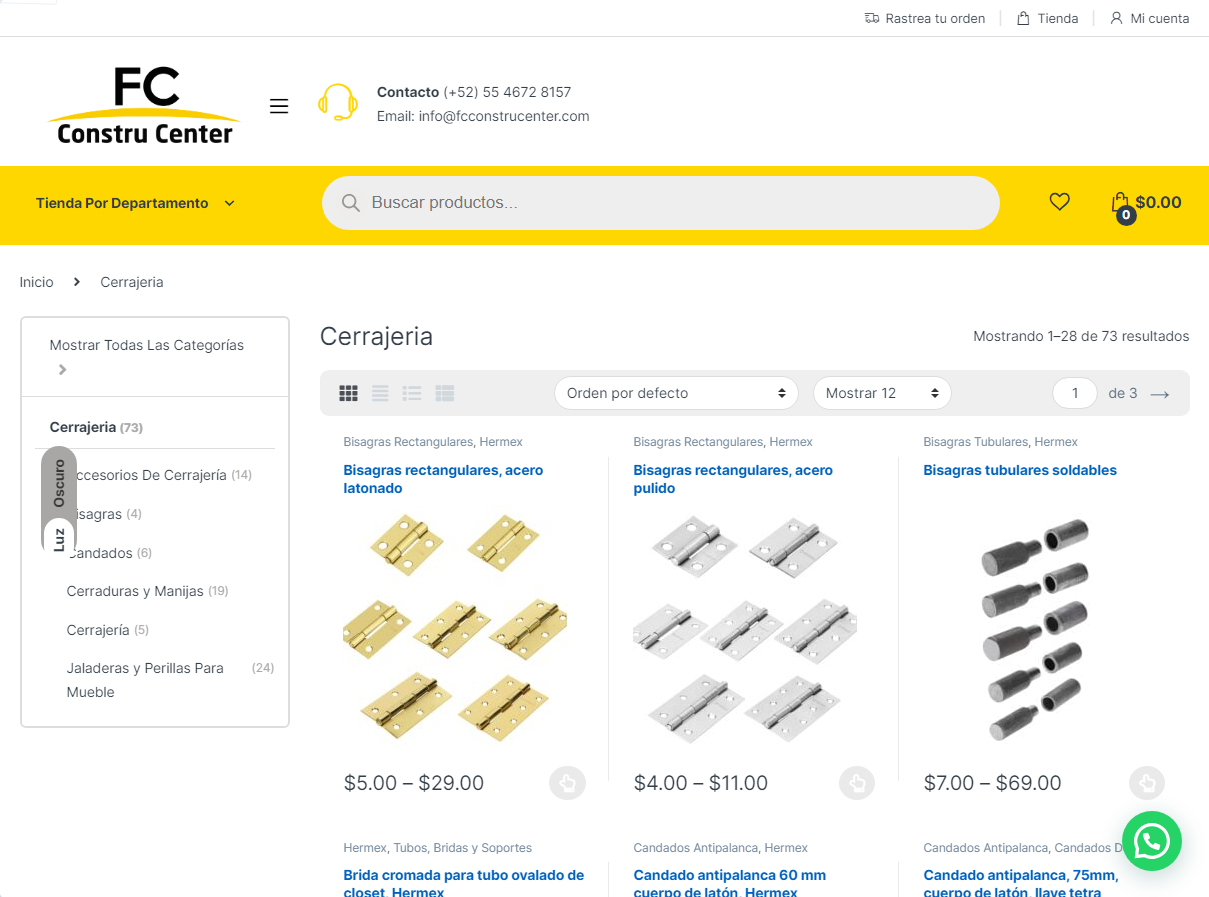 Rastrea tu orden
Tienda
Mi cuenta
FC
Constru Center
Contacto (+52) 55 4672 8157
Email: info@fcconstrucenter.com
Tienda Por Departamento
Buscar productos...
0
$0.00
Inicio
Cerrajeria
Mostrar Todas Las Categorías
Cerrajeria (73)
ccesorios De Cerrajería (14)
isagras (4)
Candados (6)
Cerraduras y Manijas (19)
Cerrajería (5)
Jaladeras y Perillas Para (24)
Mueble
Oscuro
Luz
Cerrajeria
Mostrando 1–28 de 73 resultados
Orden por defecto
Mostrar 12
1
de 3 →
Bisagras Rectangulares, Hermex
Bisagras rectangulares, acero
latonado
$5.00 – $29.00
Bisagras Rectangulares, Hermex
Bisagras rectangulares, acero
pulido
$4.00 – $11.00
Bisagras Tubulares, Hermex
Bisagras tubulares soldables
$7.00 – $69.00
Hermex, Tubos, Bridas y Soportes
Brida cromada para tubo ovalado de
closet, Hermex
Candados Antipalanca, Hermex
Candado antipalanca 60 mm
cuerpo de latón, Hermex
Candados Antipalanca, Candados D
Candado antipalanca, 75mm,
cuerpo de latón, llave tetra